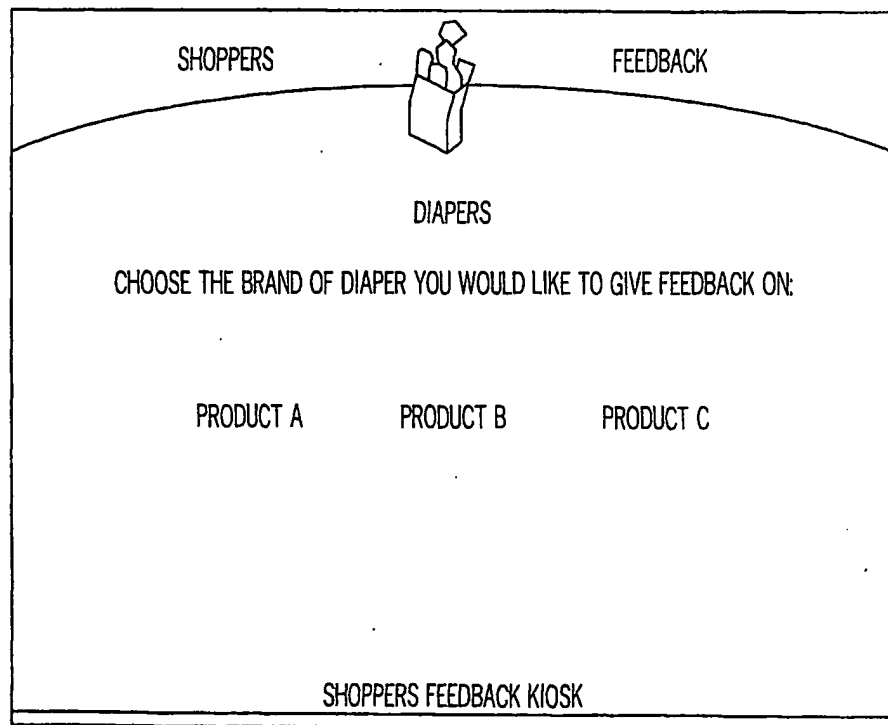 SHOPPERS FEEDBACK
DIAPERS
CHOOSE THE BRAND OF DIAPER YOU WOULD LIKE TO GIVE FEEDBACK ON:
PRODUCT A PRODUCT B PRODUCT C
SHOPPERS FEEDBACK KIOSK